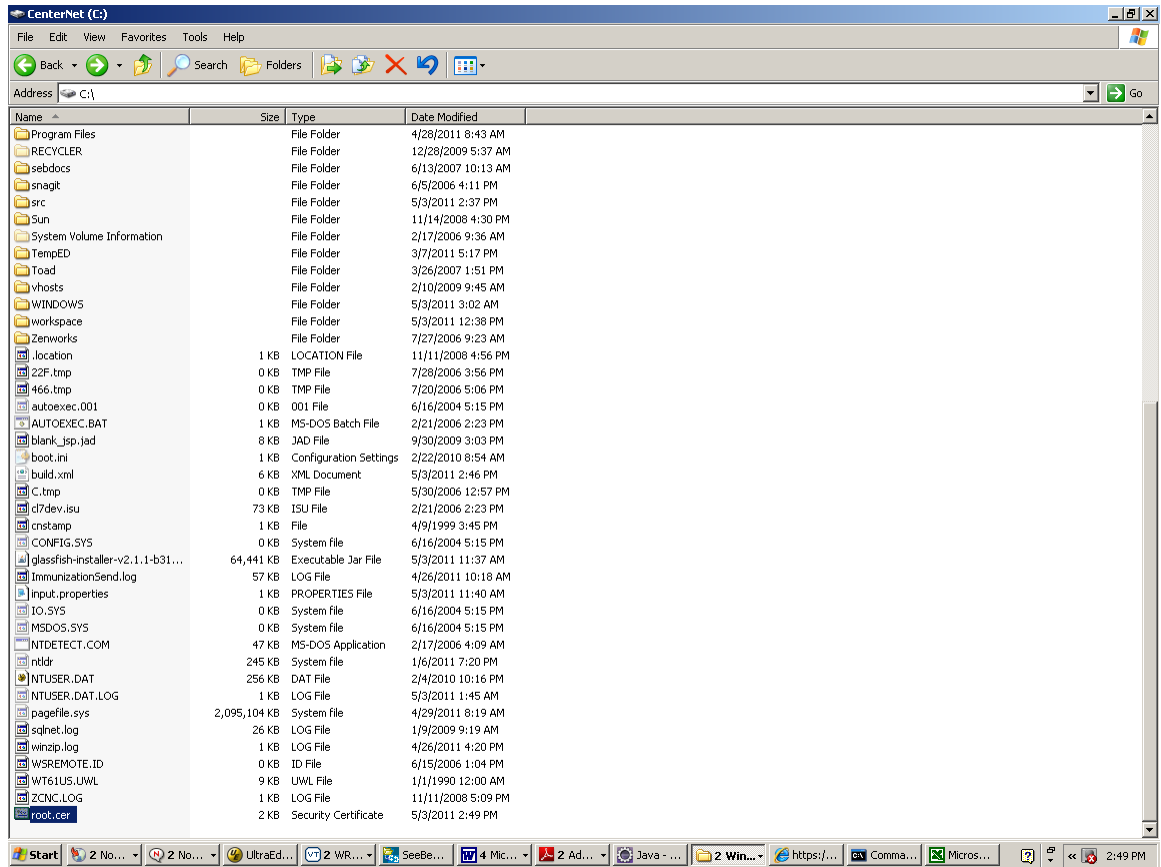 CenterNet (C:)
File Edit View Favorites Tools Help
Back Search Folders
Address C:\ Go
Name Size Type Date Modified
Program Files File Folder 4/28/2011 8:43 AM
RECYCLER File Folder 12/28/2009 5:37 AM
sebdocs File Folder 6/13/2007 10:13 AM
snagit File Folder 6/5/2006 4:11 PM
src File Folder 5/3/2011 2:37 PM
Sun File Folder 11/14/2008 4:30 PM
System Volume Information File Folder 2/17/2006 9:36 AM
TempED File Folder 3/7/2011 5:17 PM
Toad File Folder 3/26/2007 1:51 PM
vhosts File Folder 2/10/2009 9:45 AM
WINDOWS File Folder 5/3/2011 3:02 AM
workspace File Folder 5/3/2011 12:38 PM
Zenworks File Folder 7/27/2006 9:23 AM
.location 1 KB LOCATION File 11/11/2008 4:56 PM
22F.tmp 0 KB TMP File 7/28/2006 3:56 PM
466.tmp 0 KB TMP File 7/20/2006 5:06 PM
autoexec.001 0 KB 001 File 6/16/2004 5:15 PM
AUTOEXEC.BAT 1 KB MS-DOS Batch File 2/21/2006 2:23 PM
blank_jsp.jad 8 KB JAD File 9/30/2009 3:03 PM
boot.ini 1 KB Configuration Settings 2/22/2010 8:54 AM
build.xml 6 KB XML Document 5/3/2011 2:46 PM
C.tmp 0 KB TMP File 5/30/2006 12:57 PM
cl7dev.isu 73 KB ISU File 2/21/2006 2:23 PM
cnstamp 1 KB File 4/9/1999 3:45 PM
CONFIG.SYS 0 KB System file 6/16/2004 5:15 PM
glassfish-installer-v2.1.1-b31... 64,441 KB Executable Jar File 5/3/2011 11:37 AM
ImmunizationSend.log 57 KB LOG File 4/26/2011 10:18 AM
input.properties 1 KB PROPERTIES File 5/3/2011 11:40 AM
IO.SYS 0 KB System file 6/16/2004 5:15 PM
MSDOS.SYS 0 KB System file 6/16/2004 5:15 PM
NTDETECT.COM 47 KB MS-DOS Application 2/17/2006 4:09 AM
ntldr 245 KB System file 1/6/2011 7:20 PM
NTUSER.DAT 256 KB DAT File 2/4/2010 10:16 PM
NTUSER.DAT.LOG 1 KB LOG File 5/3/2011 1:45 AM
pagefile.sys 2,095,104 KB System file 4/29/2011 8:19 AM
sqlnet.log 26 KB LOG File 1/9/2009 9:19 AM
winzip.log 1 KB LOG File 4/26/2011 4:20 PM
WSREMOTE.ID 0 KB ID File 6/15/2006 1:04 PM
WT61US.UWL 9 KB UWL File 1/1/1990 12:00 AM
ZCNC.LOG 1 KB LOG File 11/11/2008 5:09 PM
root.cer 2 KB Security Certificate 5/3/2011 2:49 PM
Start 2 No... 2 No... UltraEd... 2 WR... SeeBe... 4 Mic... 2 Ad... Java - ... 2 Win... https:/... Comma... Micros... « 2:49 PM